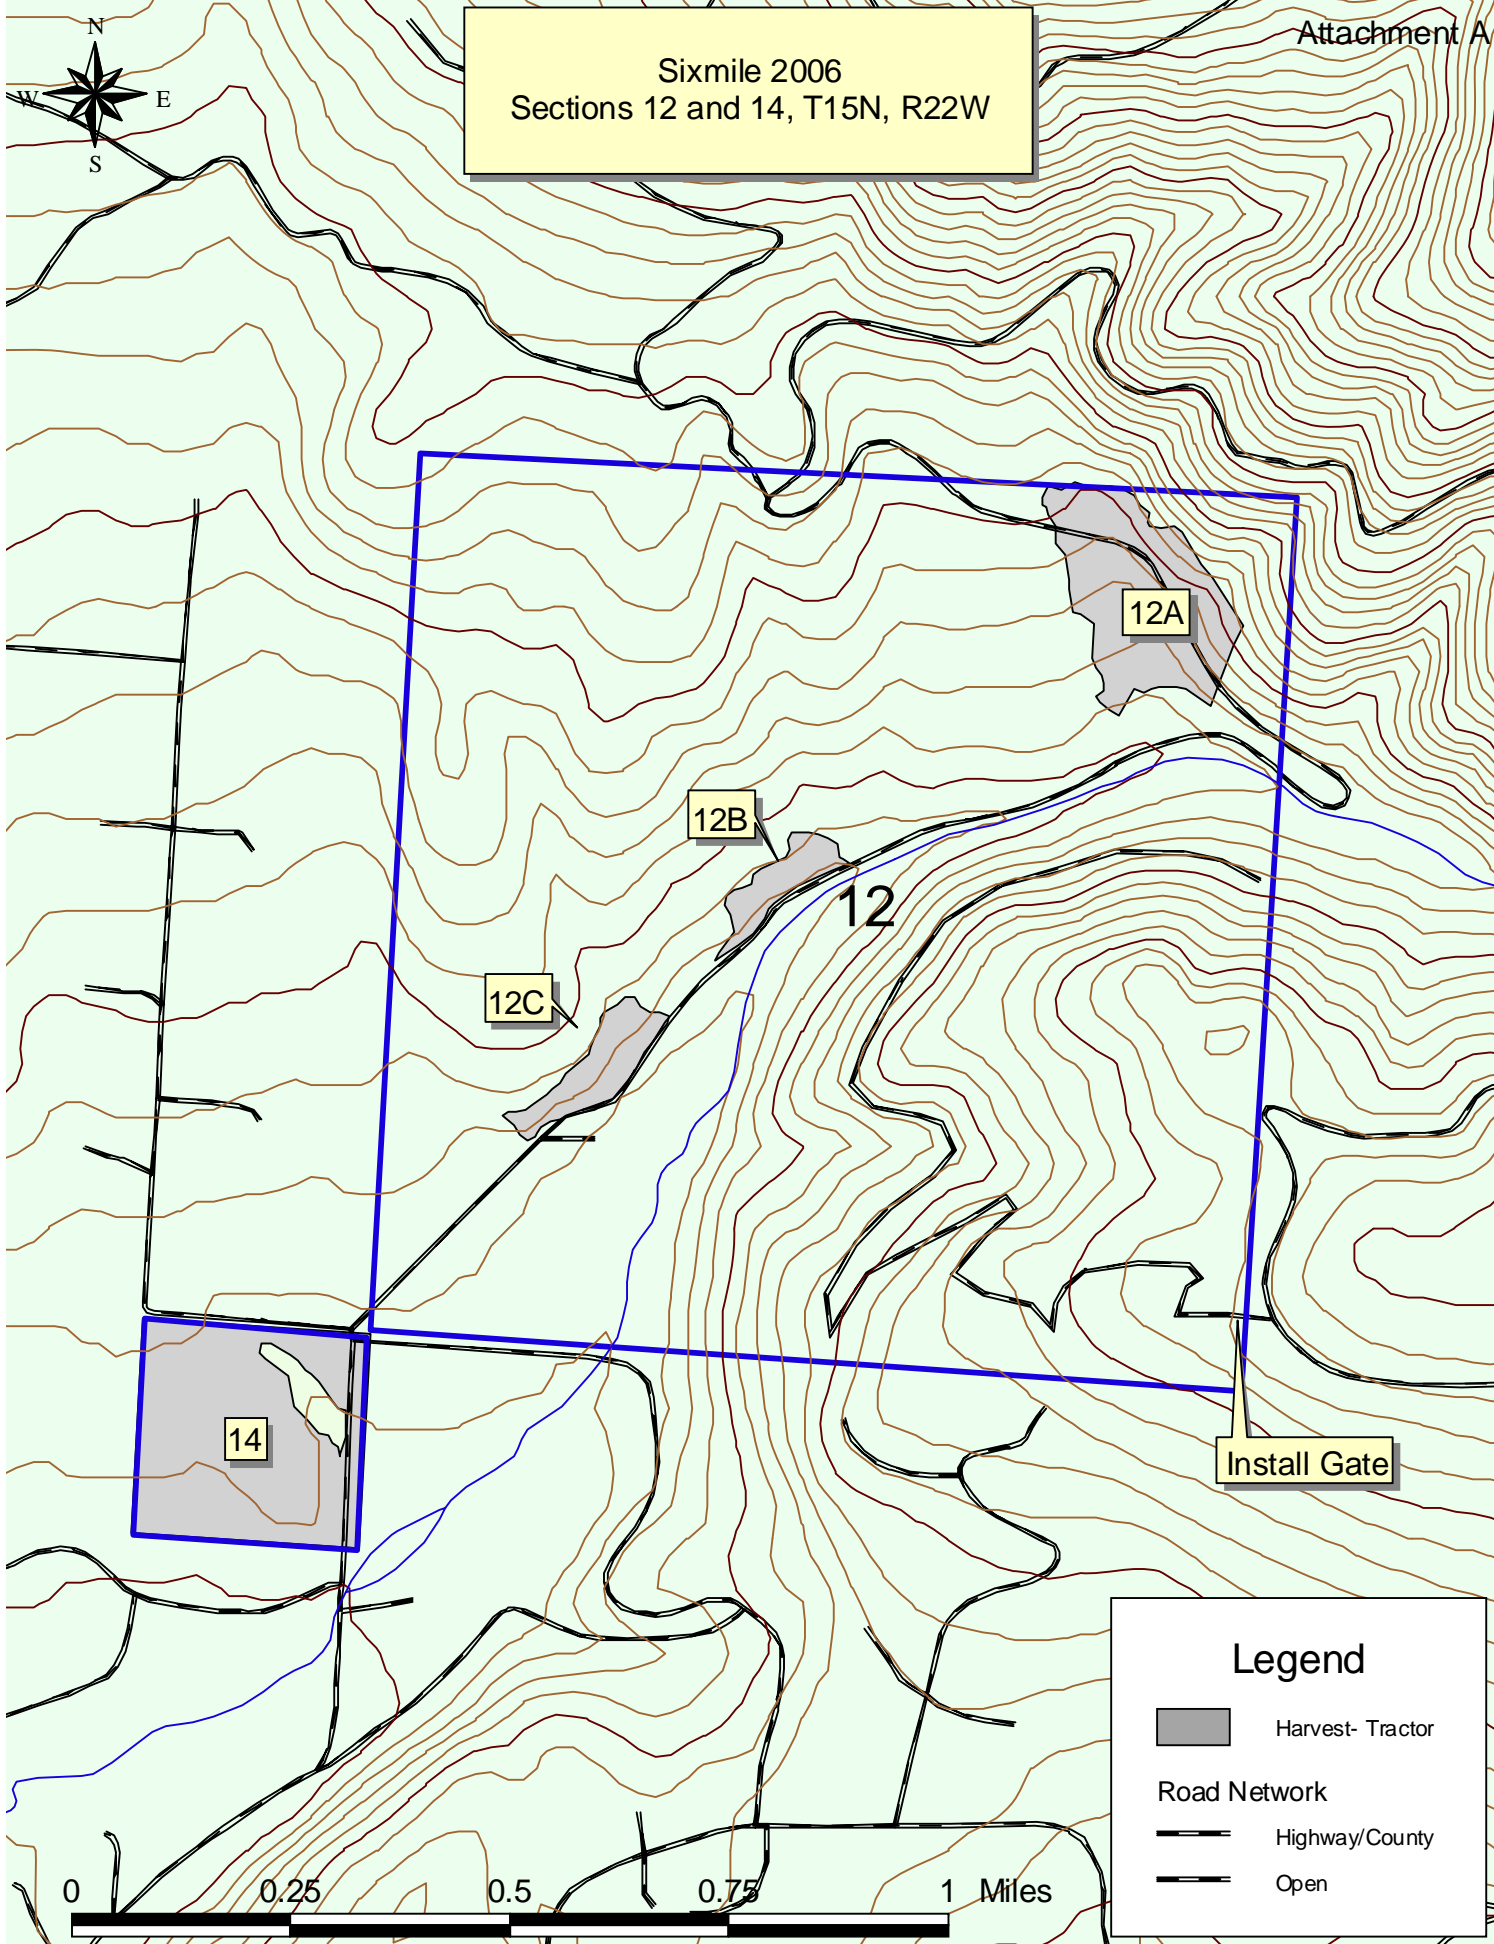 Attachment A
N
W
E
S
Sixmile 2006
Sections 12 and 14, T15N, R22W
12A
12B
12
12C
14
Install Gate
Legend
Harvest- Tractor
Road Network
Highway/County
Open
0 0.25 0.5 0.75 1 Miles